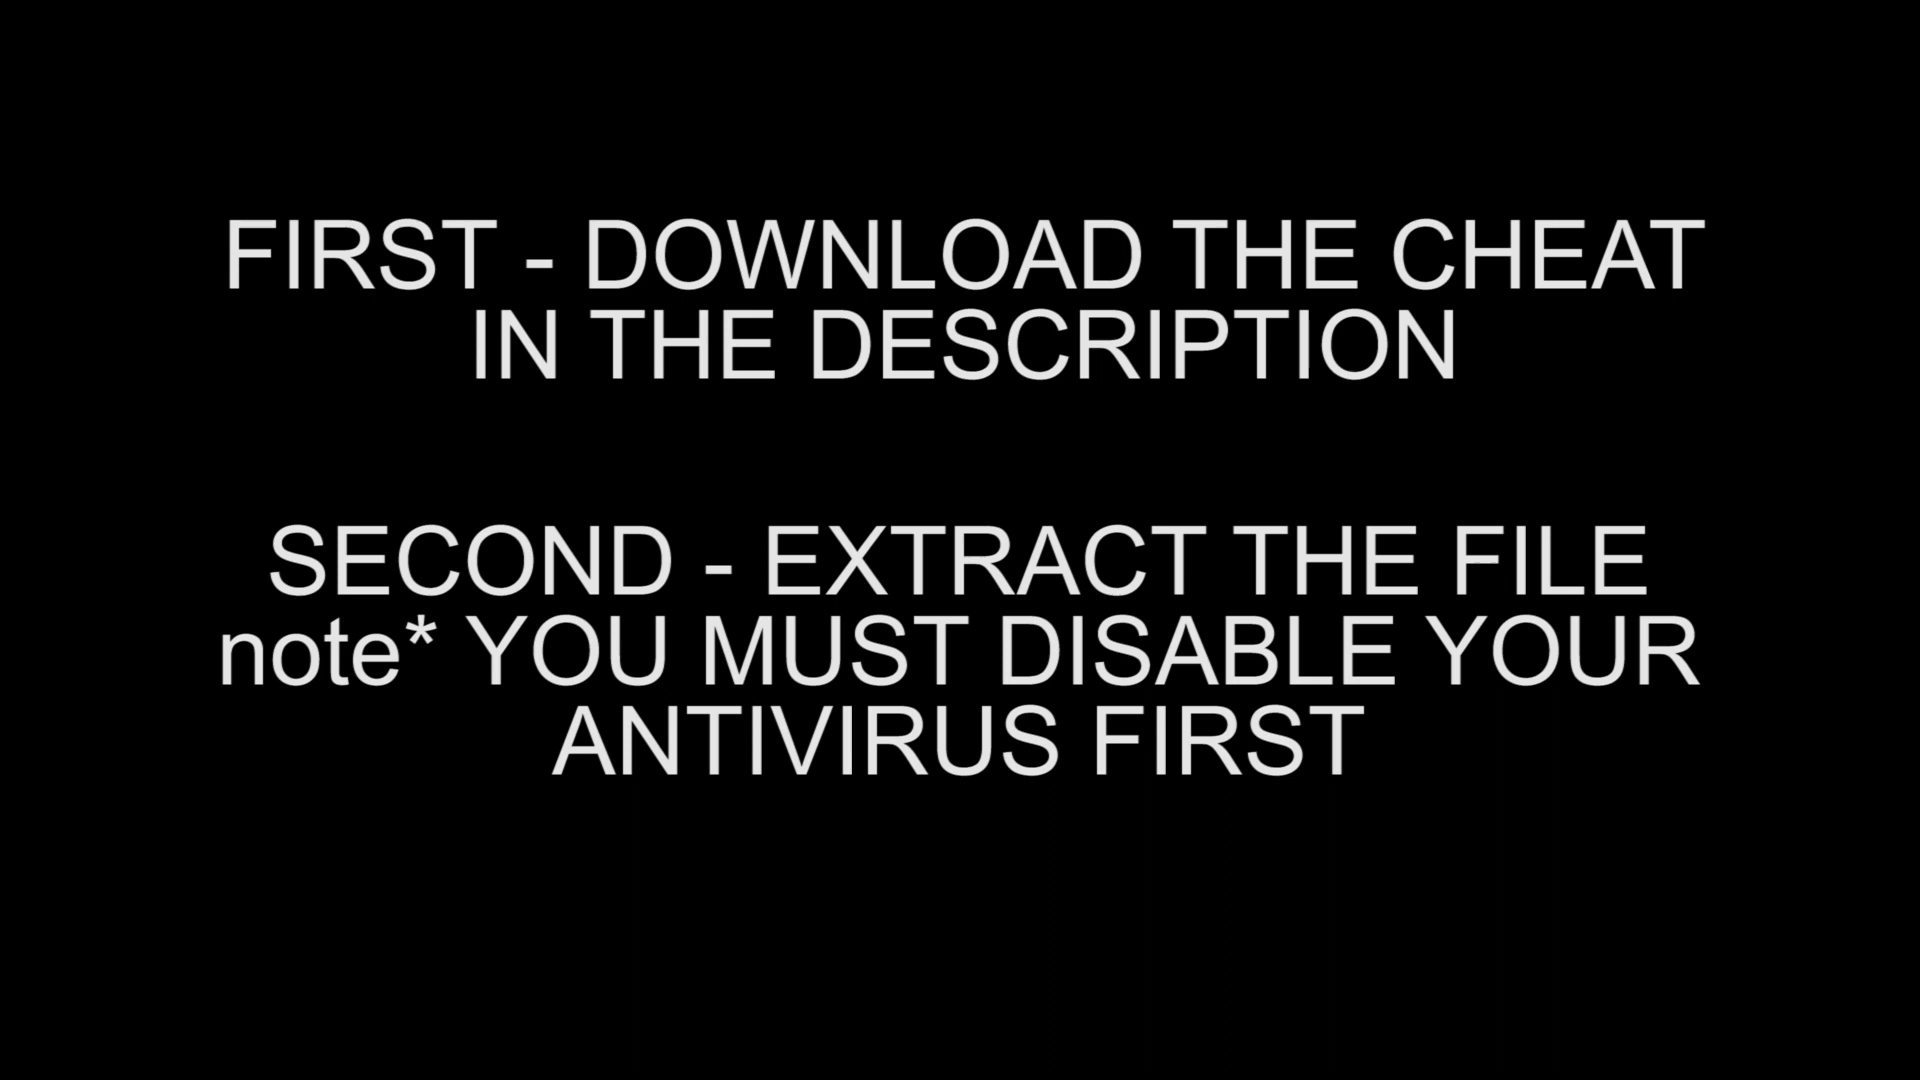 FIRST - DOWNLOAD THE CHEAT
IN THE DESCRIPTION
SECOND - EXTRACT THE FILE
note* YOU MUST DISABLE YOUR
ANTIVIRUS FIRST